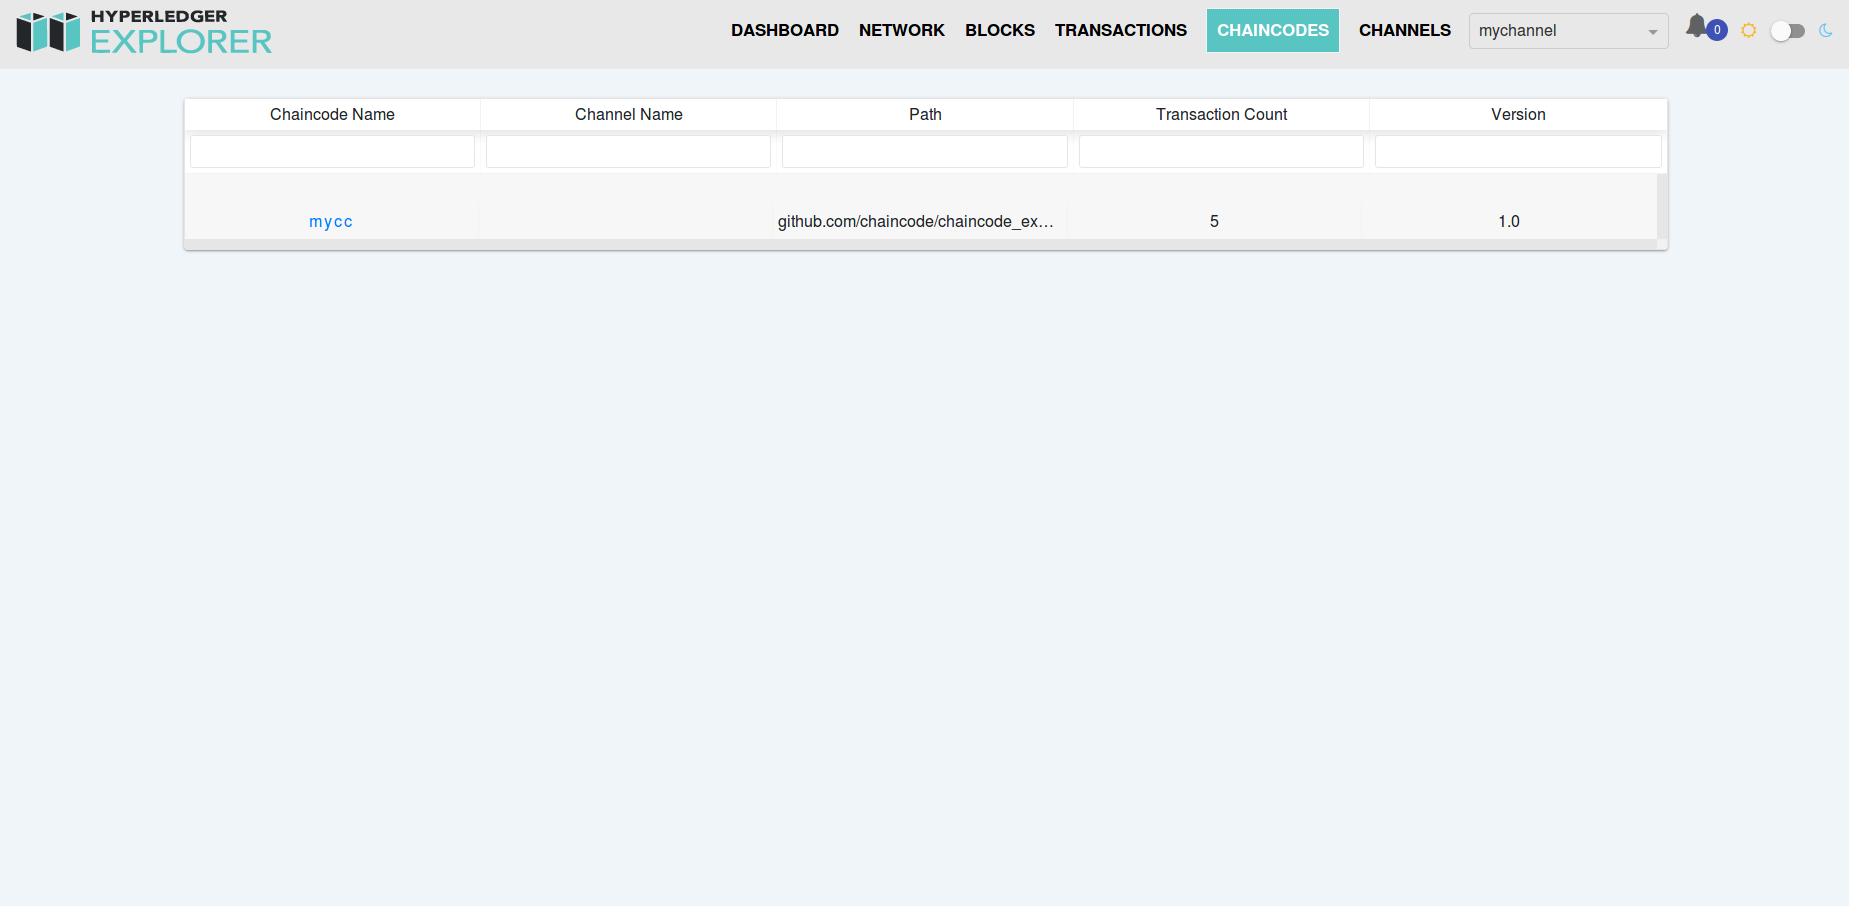 HYPERLEDGER
EXPLORER
DASHBOARD NETWORK BLOCKS TRANSACTIONS CHAINCODES CHANNELS mychannel 0
Chaincode Name Channel Name Path Transaction Count Version
mycc github.com/chaincode/chaincode_ex… 5 1.0